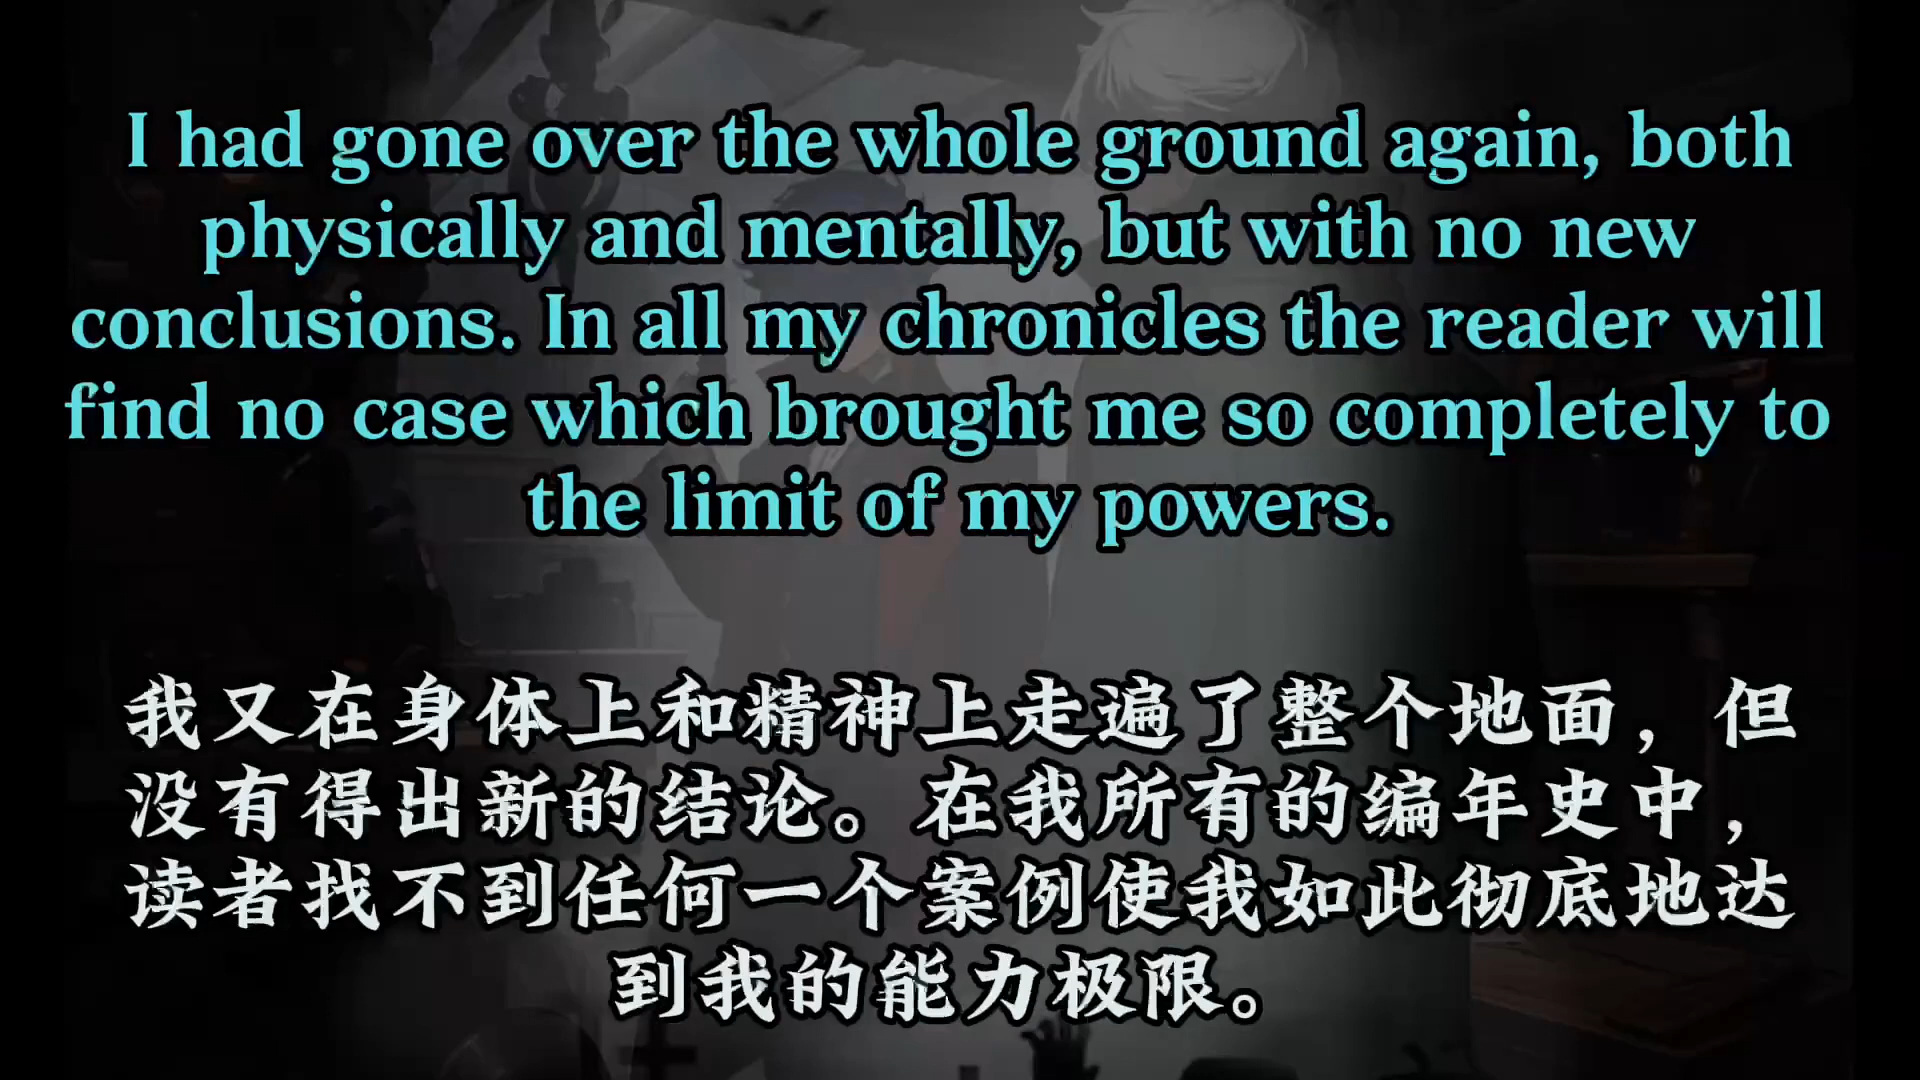 I had gone over the whole ground again, both
physically and mentally, but with no new
conclusions. In all my chronicles the reader will
find no case which brought me so completely to
the limit of my powers.
我又在身体上和精神上走遍了整个地面，但
没有得出新的结论。在我所有的编年史中，
读者找不到任何一个案例使我如此彻底地达
到我的能力极限。